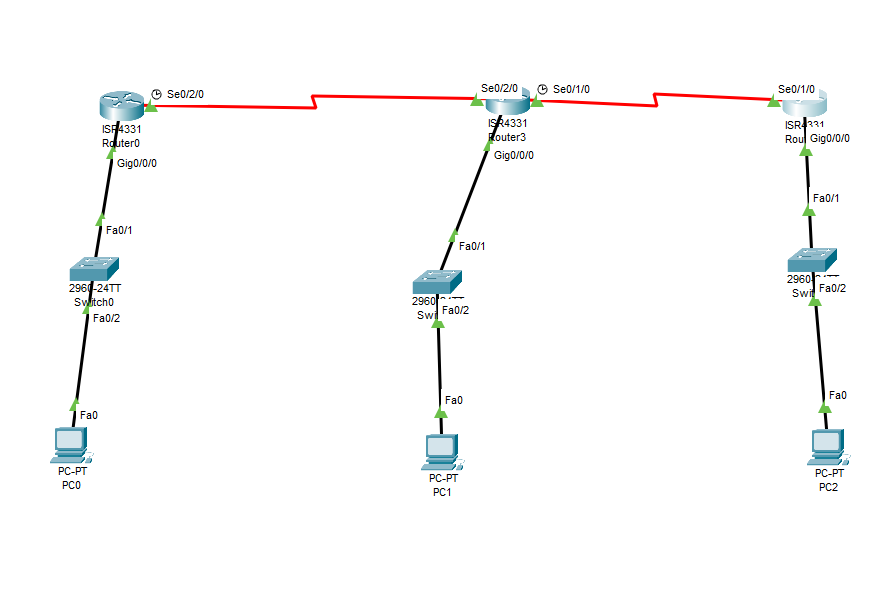 Se0/2/0
Se0/2/0
Se0/1/0
Se0/1/0
ISR4331
Router0
ISR4331
Router3
Gig0/0/0
Gig0/0/0
Gig0/0/0
Fa0/1
Fa0/1
Fa0/1
2960-24TT
Switch0
Fa0/2
Fa0/2
Fa0/2
Fa0
Fa0
Fa0
PC-PT
PC0
PC-PT
PC1
PC-PT
PC2